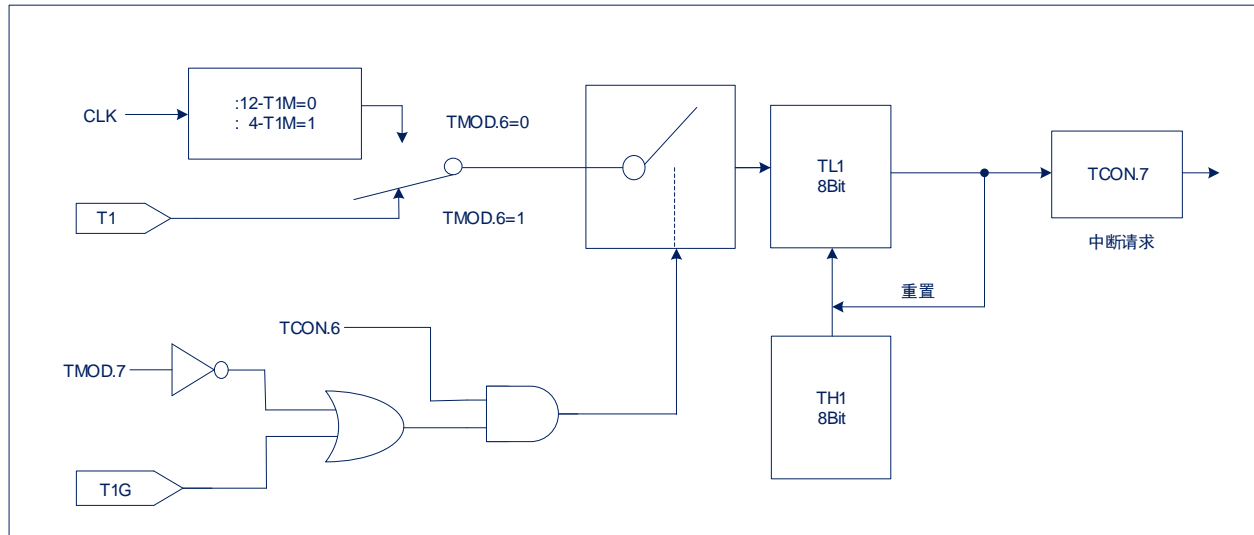 :12-T1M=0
: 4-T1M=1
CLK
TMOD.6=0
T1
TMOD.6=1
TL1
8Bit
TCON.7
中断请求
重置
TCON.6
TMOD.7
TH1
8Bit
T1G